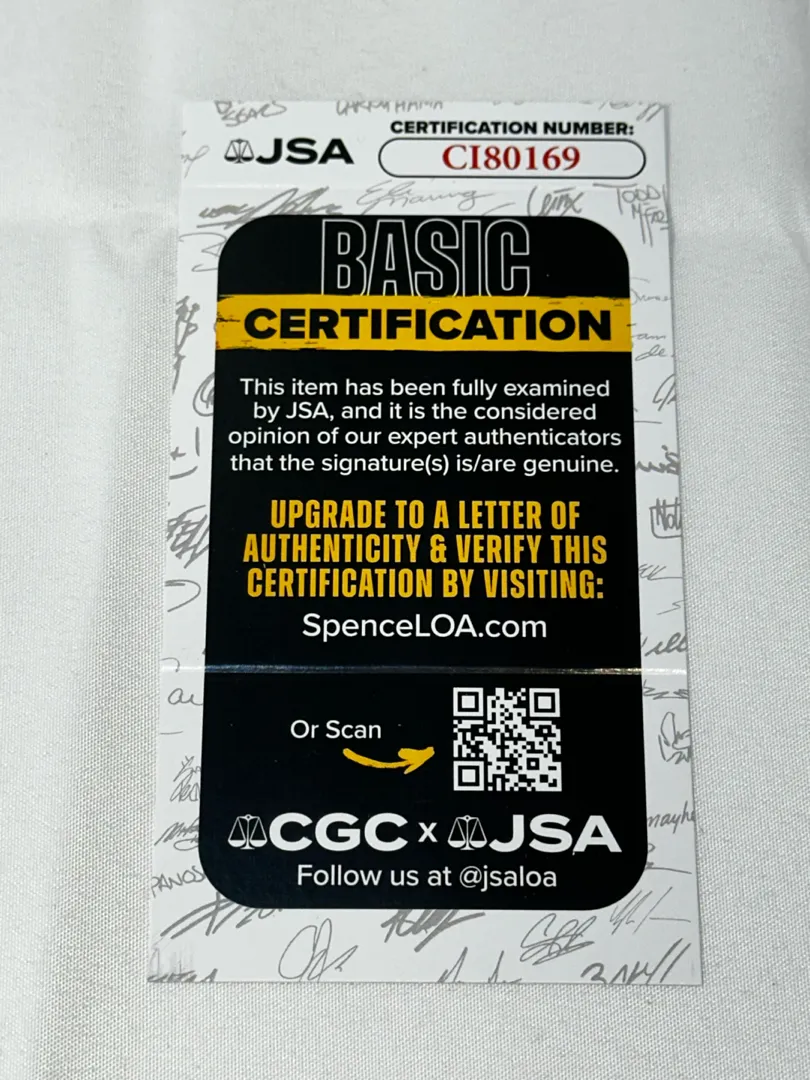 CERTIFICATION NUMBER:
JSA
CI80169
BASIC
CERTIFICATION
This item has been fully examined
by JSA, and it is the considered
opinion of our expert authenticators
that the signature(s) is/are genuine.
UPGRADE TO A LETTER OF
AUTHENTICITY & VERIFY THIS
CERTIFICATION BY VISITING:
SpenceLOA.com
Or Scan
CGC x JSA
Follow us at @jsaloa
PANOS